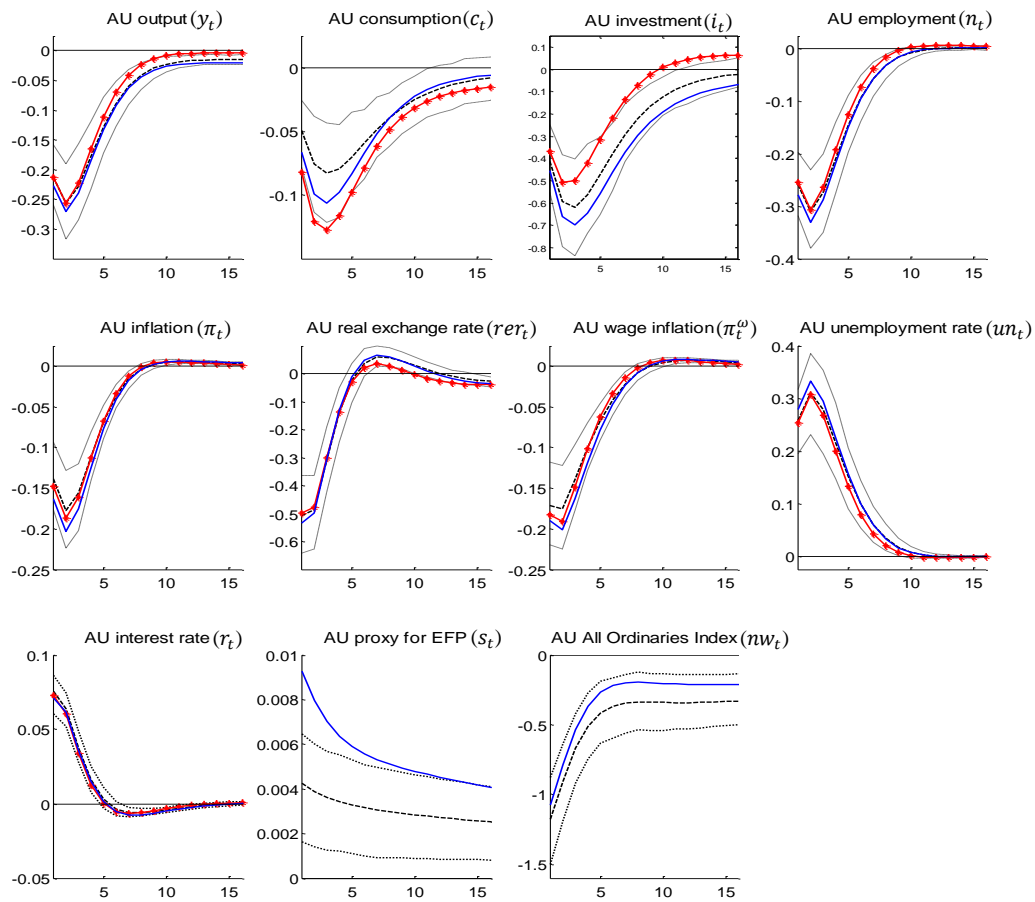 AU output (y_t)
0
-0.05
-0.1
-0.15
-0.2
-0.25
-0.3
5 10 15
AU consumption (c_t)
0
-0.05
-0.1
5 10 15
AU investment (i_t)
0.1
0
-0.1
-0.2
-0.3
-0.4
-0.5
-0.6
-0.7
-0.8
5 10 15
AU employment (n_t)
0
-0.1
-0.2
-0.3
-0.4
5 10 15
AU inflation (π_t)
0
-0.05
-0.1
-0.15
-0.2
-0.25
5 10 15
AU real exchange rate (rer_t)
0
-0.1
-0.2
-0.3
-0.4
-0.5
-0.6
5 10 15
AU wage inflation (π_t^ω)
0
-0.05
-0.1
-0.15
-0.2
-0.25
5 10 15
AU unemployment rate (un_t)
0.4
0.3
0.2
0.1
0
5 10 15
AU interest rate (r_t)
0.1
0.05
0
-0.05
5 10 15
AU proxy for EFP (s_t)
0.01
0.008
0.006
0.004
0.002
0
5 10 15
AU All Ordinaries Index (nw_t)
0
-0.5
-1
-1.5
5 10 15